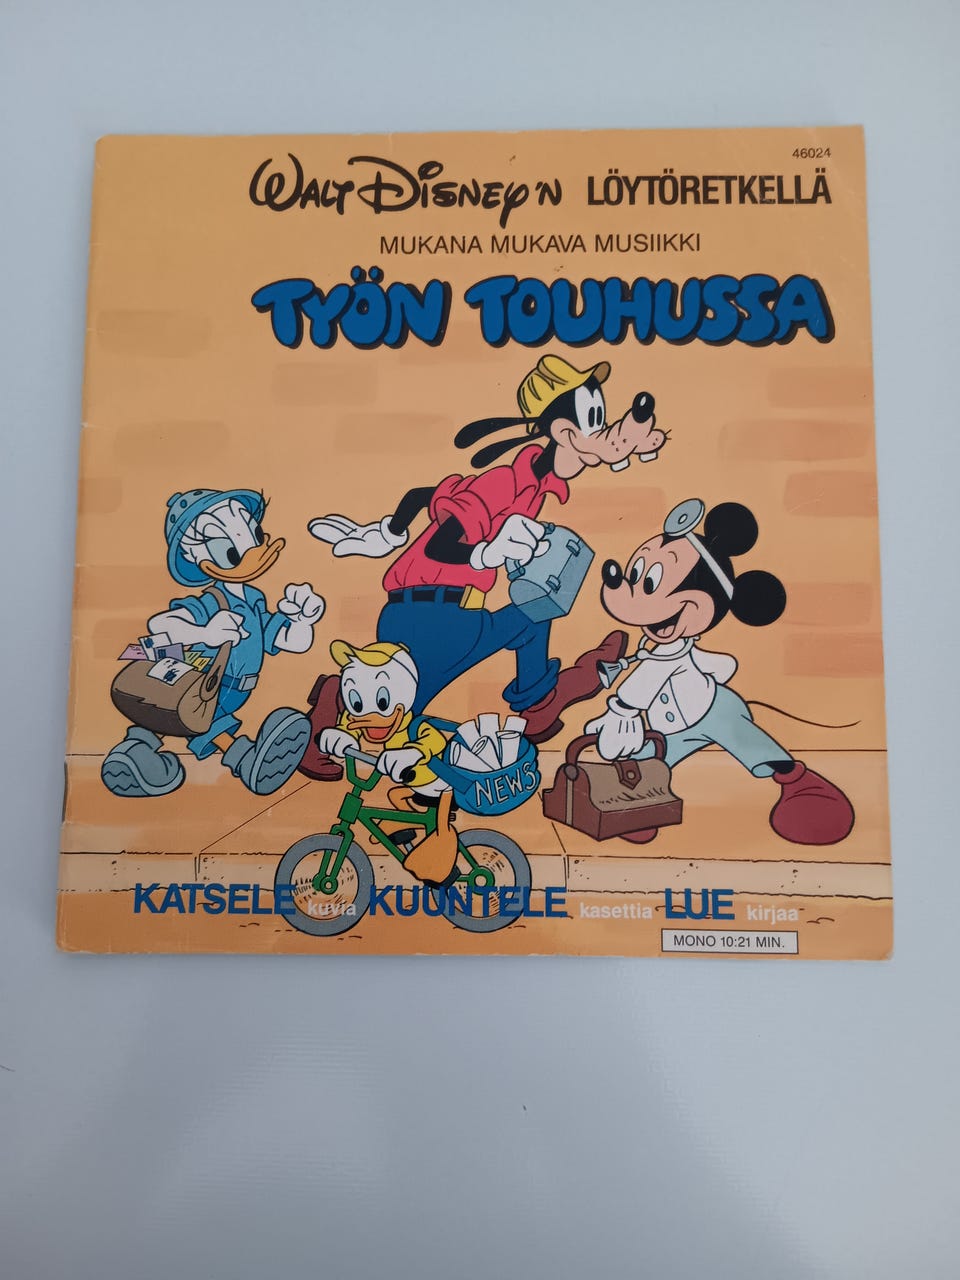 46024
WALT DISNEY'N LÖYTÖRETKELLÄ
MUKANA MUKAVA MUSIIKKI
TYÖN TOUHUSSA
NEWS
KATSELE kuvia KUUNTELE kasettia LUE kirjaa
MONO 10:21 MIN.